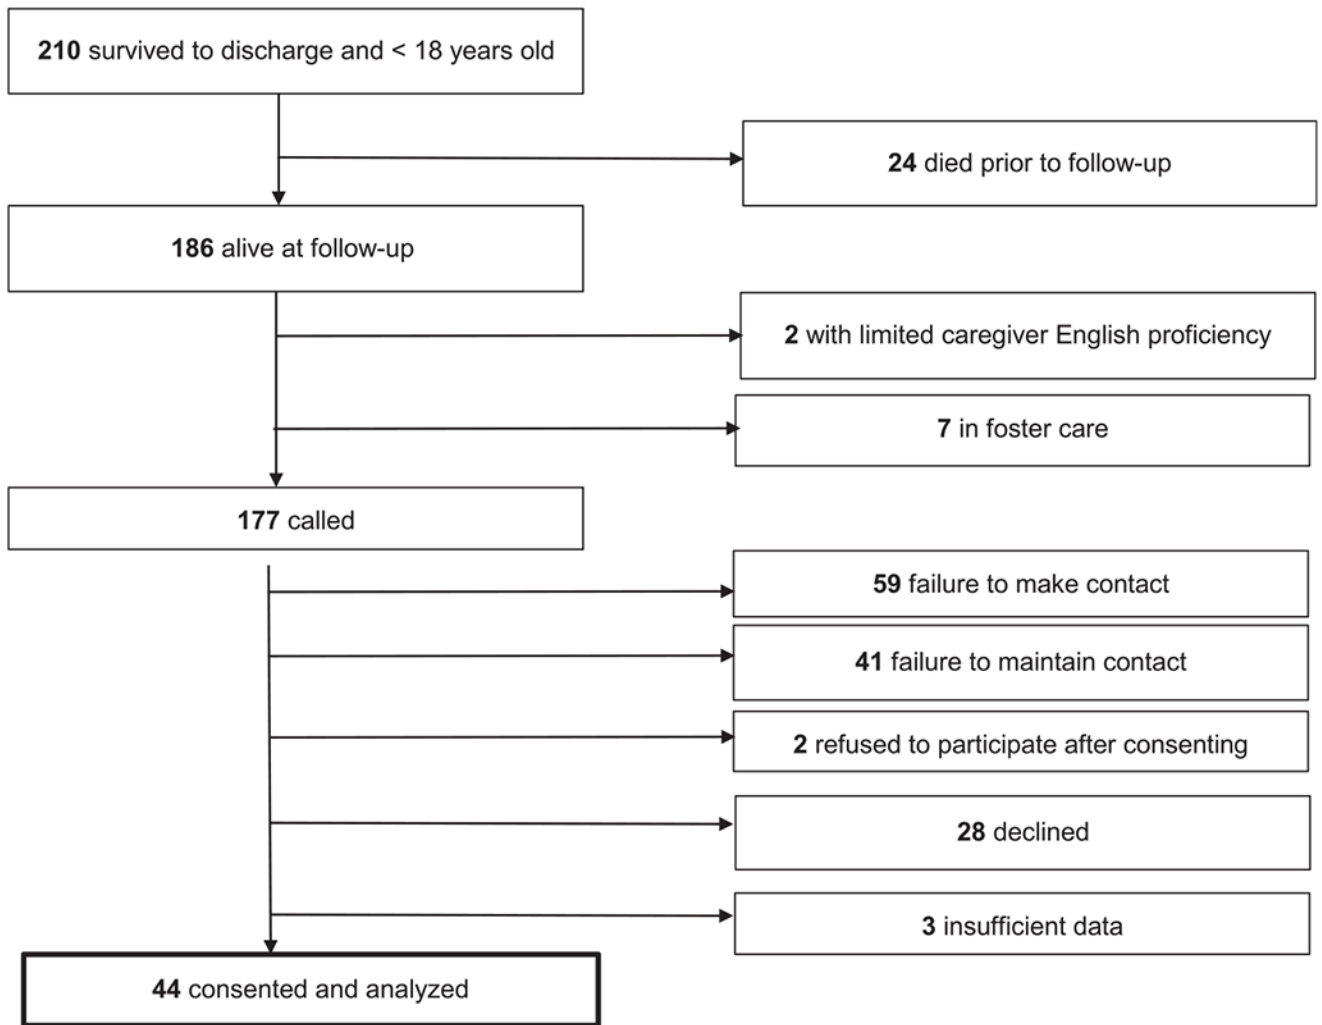 210 survived to discharge and < 18 years old
24 died prior to follow-up
186 alive at follow-up
2 with limited caregiver English proficiency
7 in foster care
177 called
59 failure to make contact
41 failure to maintain contact
2 refused to participate after consenting
28 declined
3 insufficient data
44 consented and analyzed